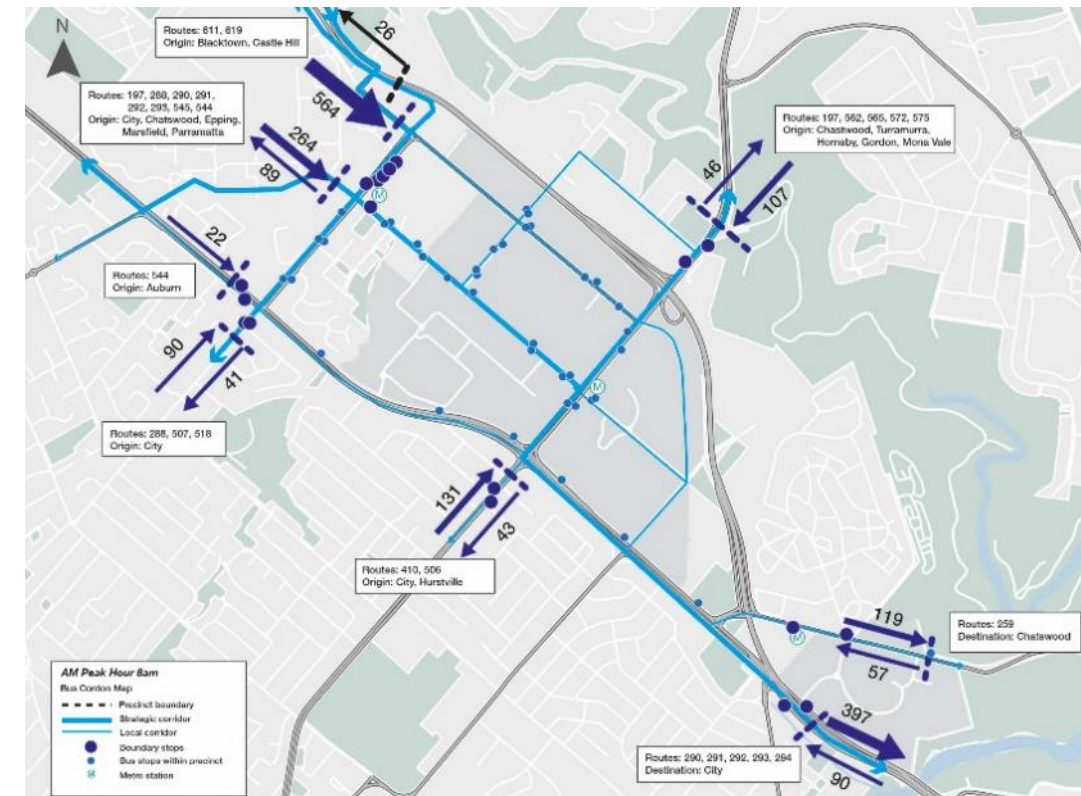 N
Routes: 611, 619
Origin: Blacktown, Castle Hill
26
564
Routes: 197, 288, 290, 291,
292, 293, 545, 544
Origin: City, Chatswood, Epping,
Marsfield, Parramatta
264
89
M
Routes: 197, 562, 565, 572, 575
Origin: Chastwood, Turramurra,
Hornsby, Gordon, Mona Vale
46
107
22
Routes: 544
Origin: Auburn
90
41
Routes: 288, 507, 518
Origin: City
M
131
43
Routes: 410, 506
Origin: City, Hurstville
119
M
57
Routes: 259
Destination: Chatswood
397
90
Routes: 290, 291, 292, 293, 294
Destination: City
AM Peak Hour 8am
Bus Cordon Map
Precinct boundary
Strategic corridor
Local corridor
Boundary stops
Bus stops within precinct
Metro station